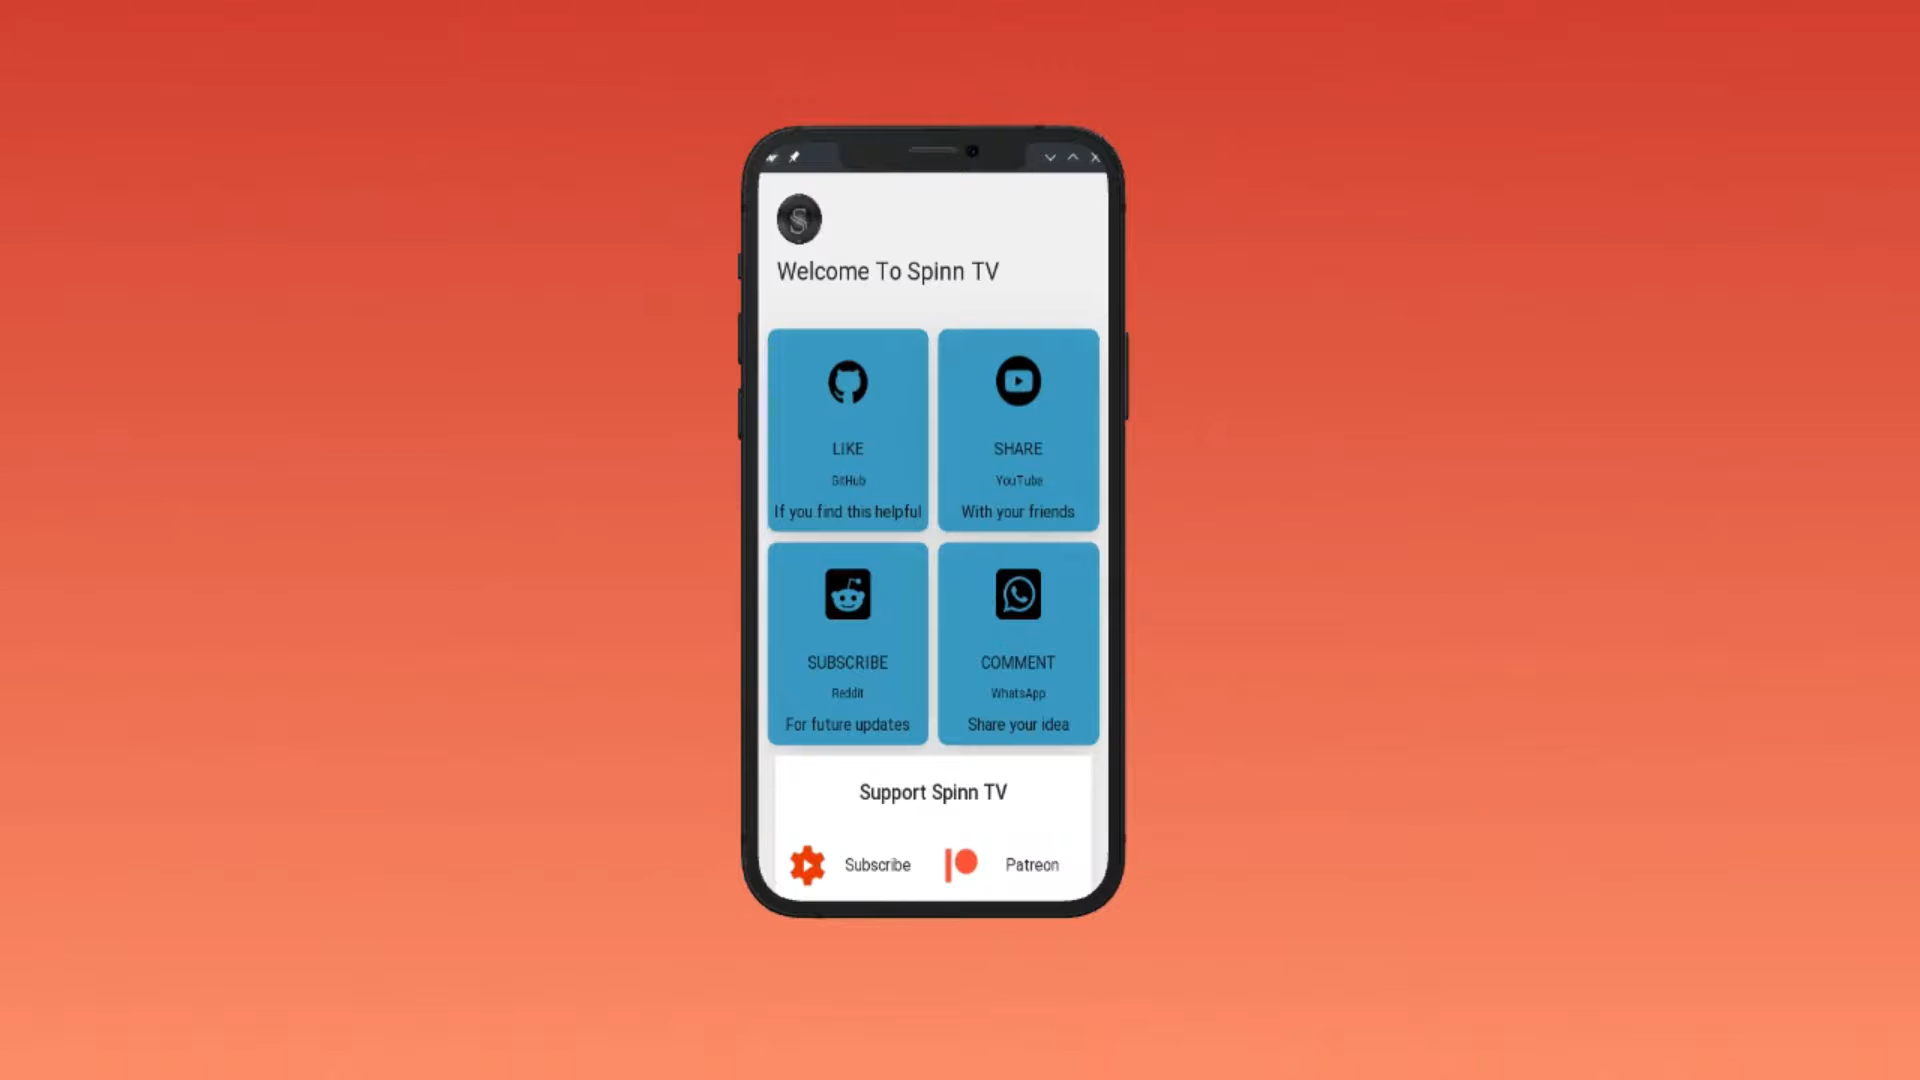 S
Welcome To Spinn TV
LIKE
GitHub
If you find this helpful
SHARE
YouTube
With your friends
SUBSCRIBE
Reddit
For future updates
COMMENT
WhatsApp
Share your idea
Support Spinn TV
Subscribe
Patreon